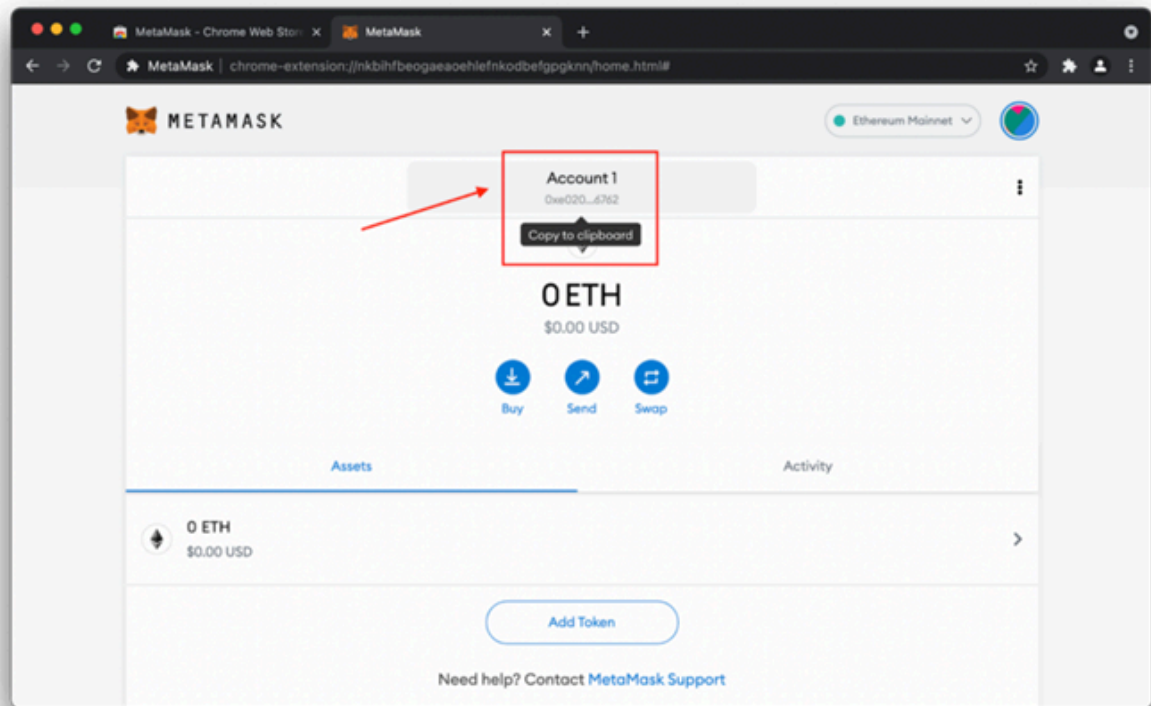 MetaMask - Chrome Web Stor
MetaMask
MetaMask | chrome-extension://nkbihfbeogaeaoehlefnkodbefgpgknn/home.html#
METAMASK
Ethereum Mainnet
Account 1
0xe020...6762
Copy to clipboard
0 ETH
$0.00 USD
Buy Send Swap
Assets Activity
0 ETH
$0.00 USD
Add Token
Need help? Contact MetaMask Support